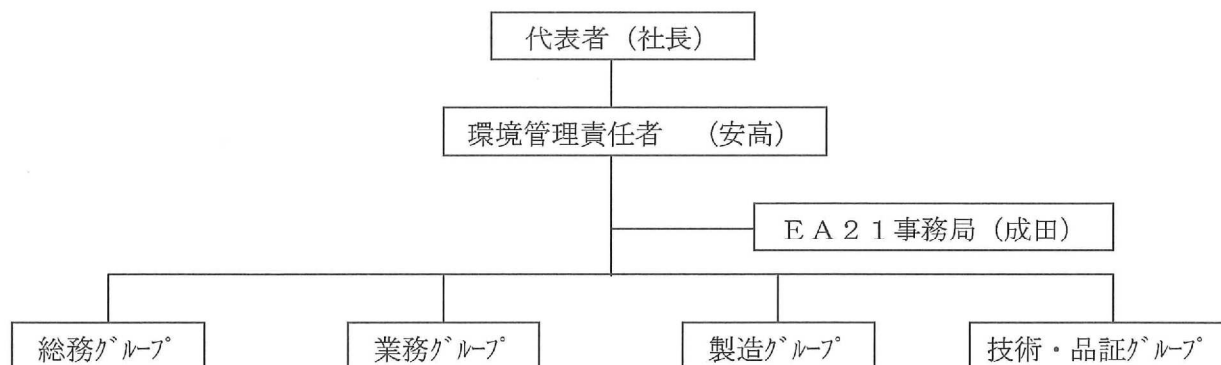 代表者（社長）
環境管理責任者　（安高）
ＥＡ２１事務局（成田）
総務ｸﾞﾙｰﾌﾟ
業務ｸﾞﾙｰﾌﾟ
製造ｸﾞﾙｰﾌﾟ
技術・品証ｸﾞﾙｰﾌﾟ